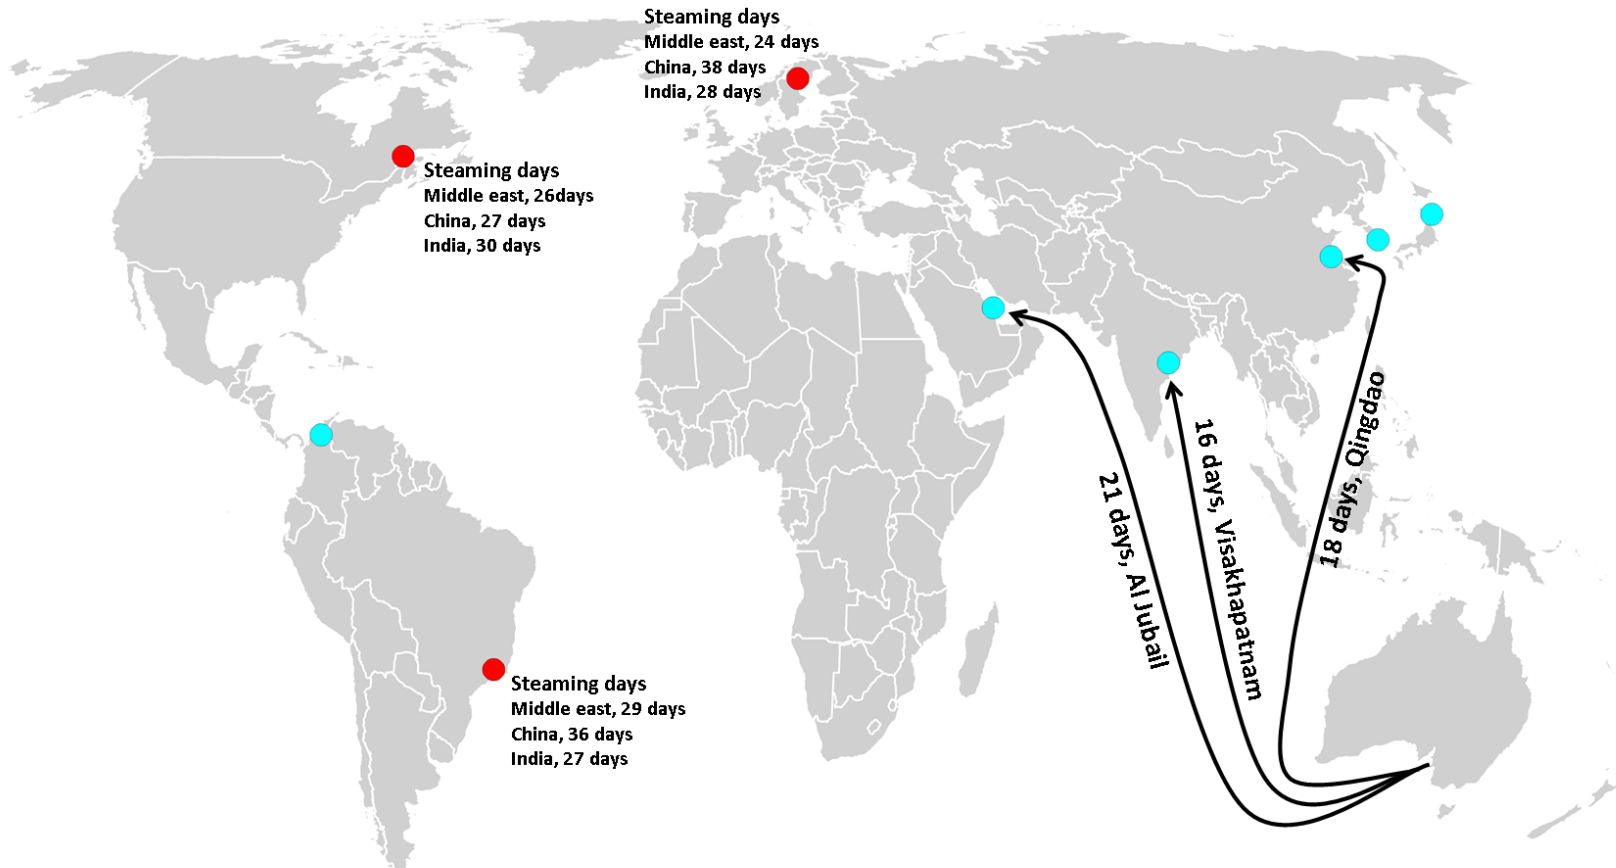 Steaming days
Middle east, 24 days
China, 38 days
India, 28 days
Steaming days
Middle east, 26days
China, 27 days
India, 30 days
Steaming days
Middle east, 29 days
China, 36 days
India, 27 days
21 days, Al Jubail
16 days, Visakhapatnam
18 days, Qingdao